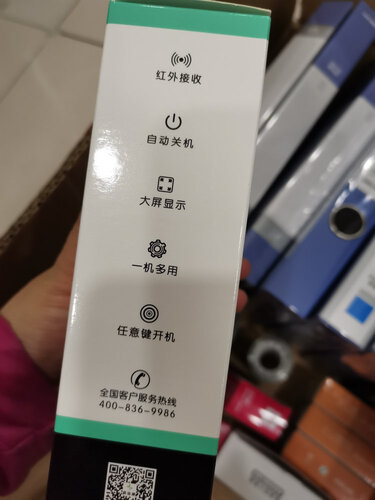 红外接收
自动关机
大屏显示
一机多用
任意键开机
全国客户服务热线
400-836-9986